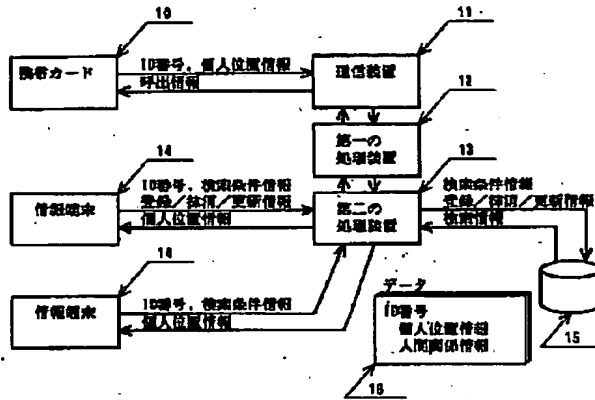 10
11
携帯カード
ID番号,個人位置情報
呼出情報
通信装置
12
第一の
処理装置
14
13
情報端末
ID番号,検索条件情報
登録/抹消/更新情報
個人位置情報
第二の
処理装置
検索条件情報
登録/抹消/更新情報
検索情報
14
情報端末
ID番号,検索条件情報
個人位置情報
データ
ID番号
個人位置情報
人間関係情報
15
16